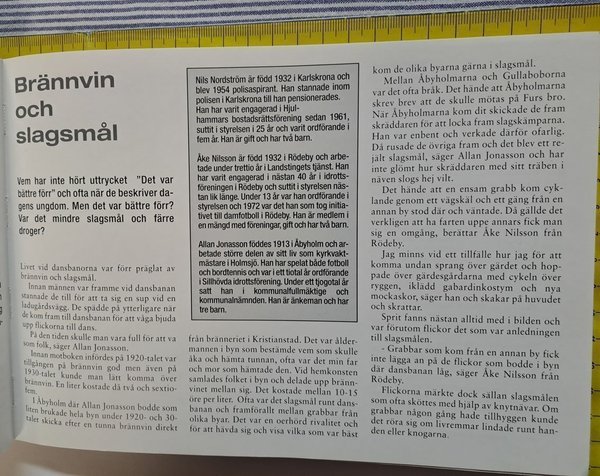 Brännvin
och
slagsmål
Vem har inte hört uttrycket "Det var
bättre förr" och ofta när de beskriver da-
gens ungdom. Men det var bättre förr?
Var det mindre slagsmål och färre
droger?
Livet vid dansbanorna var förr präglat av
brännvin och slagsmål.
Innan männen var framme vid dansbanan
stannade de till för att ta sig en sup vid en
ladugårdsvägg. De spädde på ytterligare när
de kom fram till dansbanan för att våga bjuda
upp flickorna till dans.
På den tiden skulle man vara full för att va
som folk, säger Allan Jonasson.
Innan motboken infördes på 1920-talet var
tillgången på brännvin god men även på
1930-talet kunde man lätt komma över
brännvin. En liter kostade då två och sextio-
fem.
I Åbyholm där Allan Jonasson bodde som
liten brukade hela byn under 1920- och 30-
talet skicka efter en tunna brännvin direkt
Nils Nordström är född 1932 i Karlskrona och
blev 1954 polisaspirant. Han stannade inom
polisen i Karlskrona till han pensionerades.
Han har varit engagerad i Hjul-
hammars bostadsrättsförening sedan 1961,
suttit i styrelsen i 25 år och varit ordförande i
fem år. Han är gift och har två barn.
Åke Nilsson är född 1932 i Rödeby och arbe-
tade under trettio år i Landstingets tjänst. Han
har varit engagerad i nästan 40 år i idrotts-
föreningen i Rödeby och suttit i styrelsen näs-
tan lik länge. Under 13 år var han ordförande i
styrelsen och 1972 var det han som tog initia-
tivet till damfotboll i Rödeby. Han är medlem i
en mängd med föreningar, gift och har två barn.
Allan Jonasson föddes 1913 i Åbyholm och ar-
betade större delen av sitt liv som kyrkvakt-
mästare i Holmsjö. Han har spelat både fotboll
och bordtennis och var i ett tiotal år ordförande
i Sillhövda idrottsförening. Under ett tjogotal år
satt han i kommunalfullmäktige och
kommunalnämnden. Han är änkeman och har
tre barn.
från bränneriet i Kristianstad. Det var ålder-
mannen i byn som bestämde vem som skulle
åka och hämta tunnan, ofta var det min far
och mor som hämtade den. Vid hemkonsten
samlades folket i byn och delade upp bränn-
vinet mellan sig. Det kostade mellan 10-15
öre per liter. Ofta var det slagsmål runt dans-
banan och framförallt mellan grabbar från
olika byar. Det var en oerhörd rivalitet och
för att hävda sig och visa vilka som var bäst
kom de olika byarna gärna i slagsmål.
Mellan Åbyholmarna och Gullaboborna
var det ofta bråk. Det hände att Åbyholmarna
skrev brev att de skulle mötas på Furs bro.
När Åbyholmarna kom dit skickade de fram
skräddaren för att locka fram slagskämparna.
Han var enbent och verkade därför ofarlig.
Då rusade de övriga fram och det blev ett re-
jält slagsmål, säger Allan Jonasson och har
inte glömt hur skräddaren med sitt träben i
näven slogs hej vilt.
Det hände att en ensam grabb kom cyk-
lande genom ett vägskäl och ett gäng från en
annan by stod där och väntade. Då gällde det
verkligen att ha farten uppe annars fick man
sig en omgång, berättar Åke Nilsson från
Rödeby.
Jag minns vid ett tillfälle hur jag för att
komma undan sprang över gärdet och hop-
pade över gärdesgårdarna med cykeln över
ryggen, iklädd gabardinkostym och nya
mockaskor, säger han och skakar på huvudet
och skrattar.
Sprit fanns nästan alltid med i bilden och
var förutom flickor det som var anledningen
till slagsmålen.
- Grabbar som kom från en annan by fick
inte lägga an på de flickor som bodde i byn
där dansbanan låg, säger Åke Nilsson från
Rödeby.
Flickorna märkte dock sällan slagsmålen
som ofta sköttes med hjälp av knytnävar. Om
grabbar någon gång hade tillhyggen kunde
det röra sig om livremmar lindade runt han-
den eller knogarna.